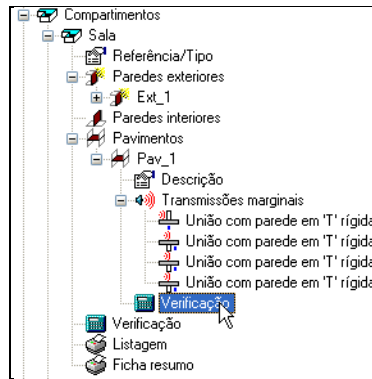 Compartimentos
Sala
Referência/Tipo
Paredes exteriores
Ext_1
Paredes interiores
Pavimentos
Pav_1
Descrição
Transmissões marginais
União com parede em 'T' rígida
União com parede em 'T' rígida
União com parede em 'T' rígida
União com parede em 'T' rígida
Verificação
Verificação
Listagem
Ficha resumo